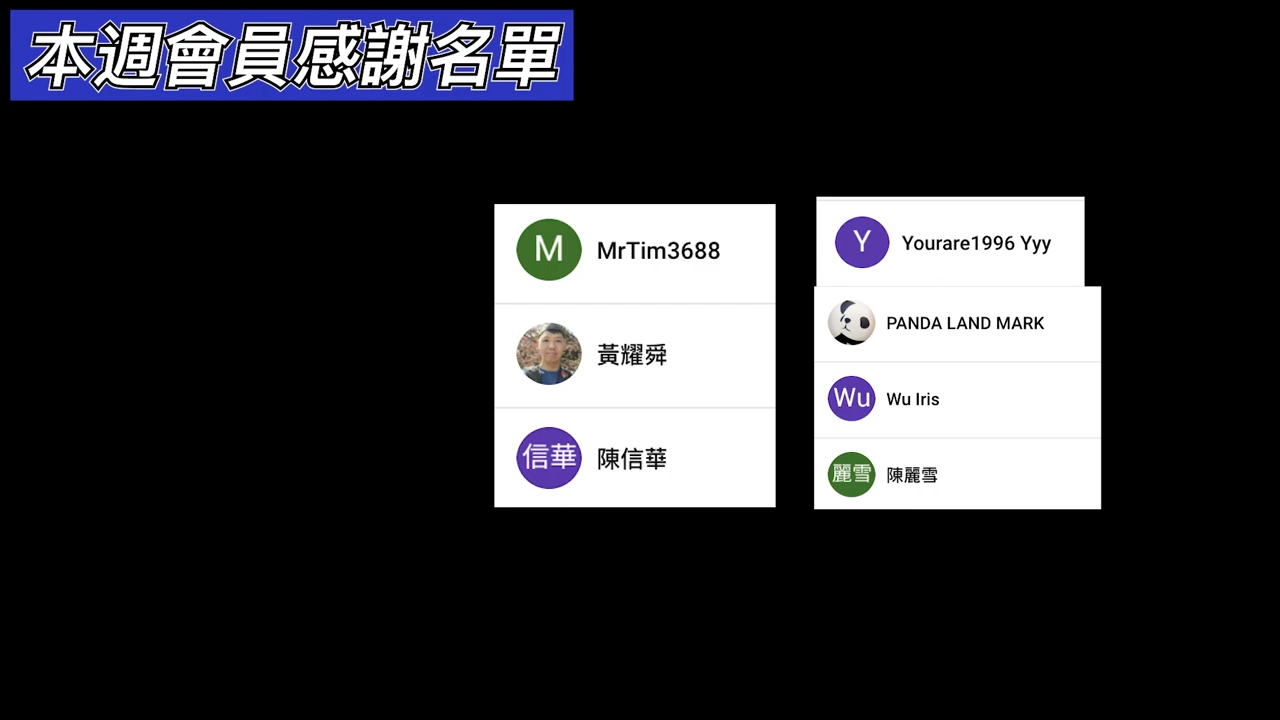 本週會員感謝名單
M MrTim3688
黃耀舜
信華 陳信華
Y Yourare1996 Yyy
PANDA LAND MARK
Wu Wu Iris
麗雪 陳麗雪